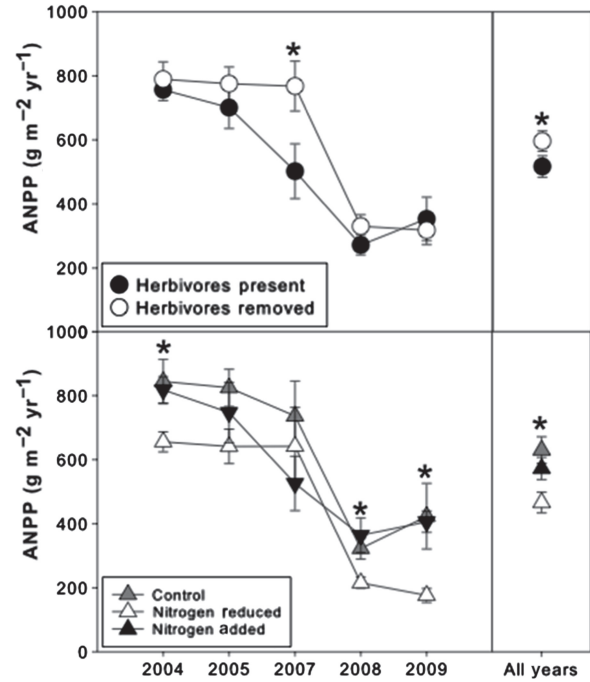 1000
800
600
400
200
ANPP (g m⁻² yr⁻¹)
*
*
Herbivores present
Herbivores removed
1000
800
600
400
200
0
ANPP (g m⁻² yr⁻¹)
*
*
*
*
Control
Nitrogen reduced
Nitrogen added
2004 2005 2007 2008 2009 All years